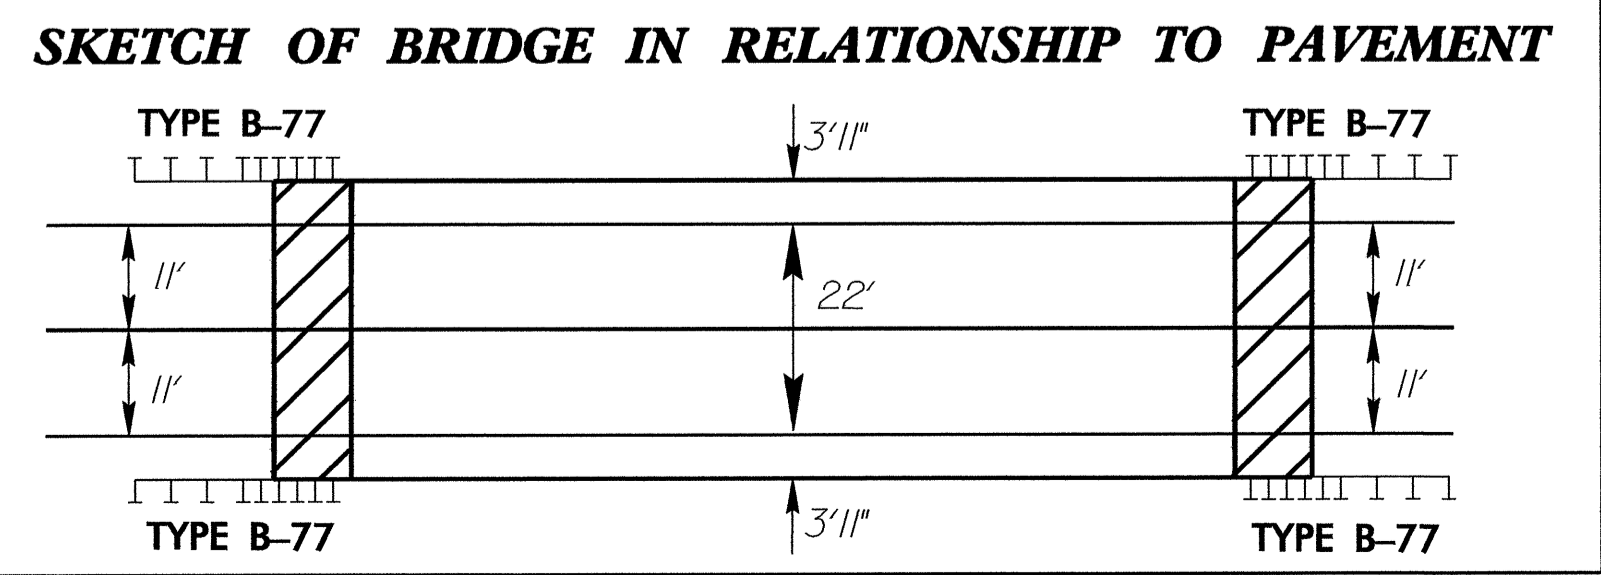 SKETCH OF BRIDGE IN RELATIONSHIP TO PAVEMENT
TYPE B-77
3'11"
TYPE B-77
11'
22'
11'
11'
11'
TYPE B-77
3'11"
TYPE B-77